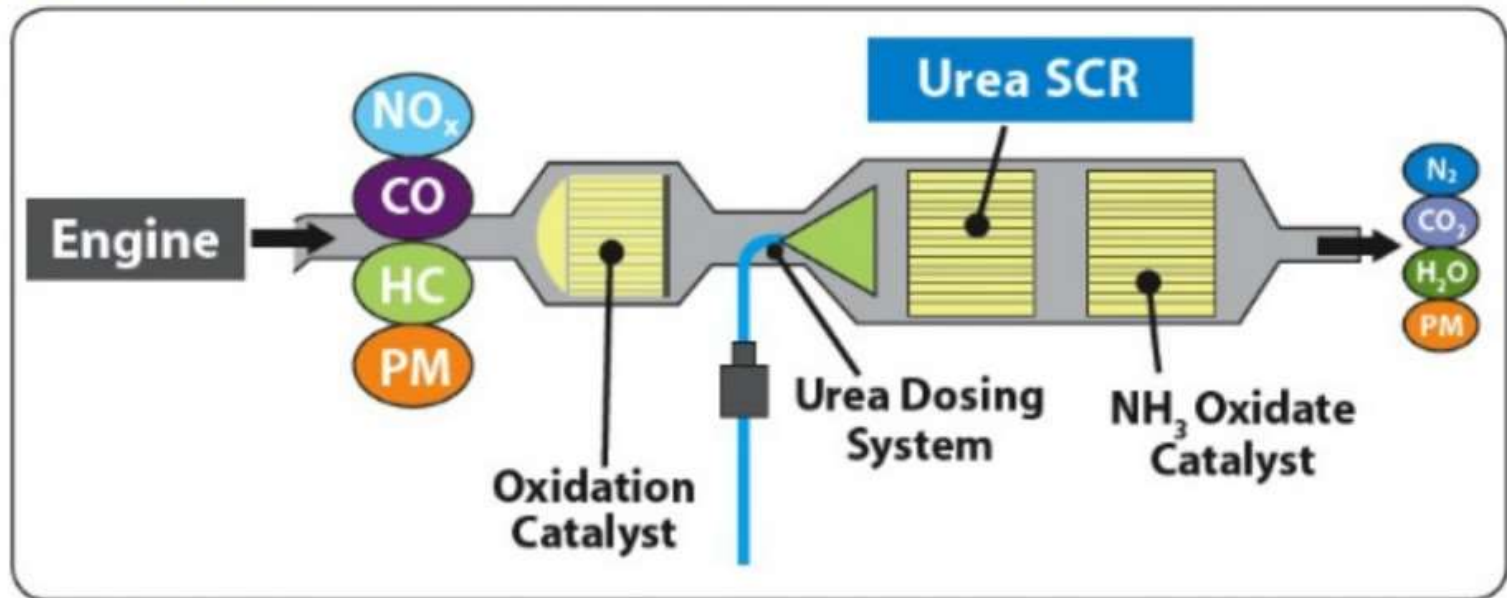 Urea SCR
NOₓ
CO
HC
PM
Engine
N₂
CO₂
H₂O
PM
Urea Dosing
System
NH₃ Oxidate
Catalyst
Oxidation
Catalyst